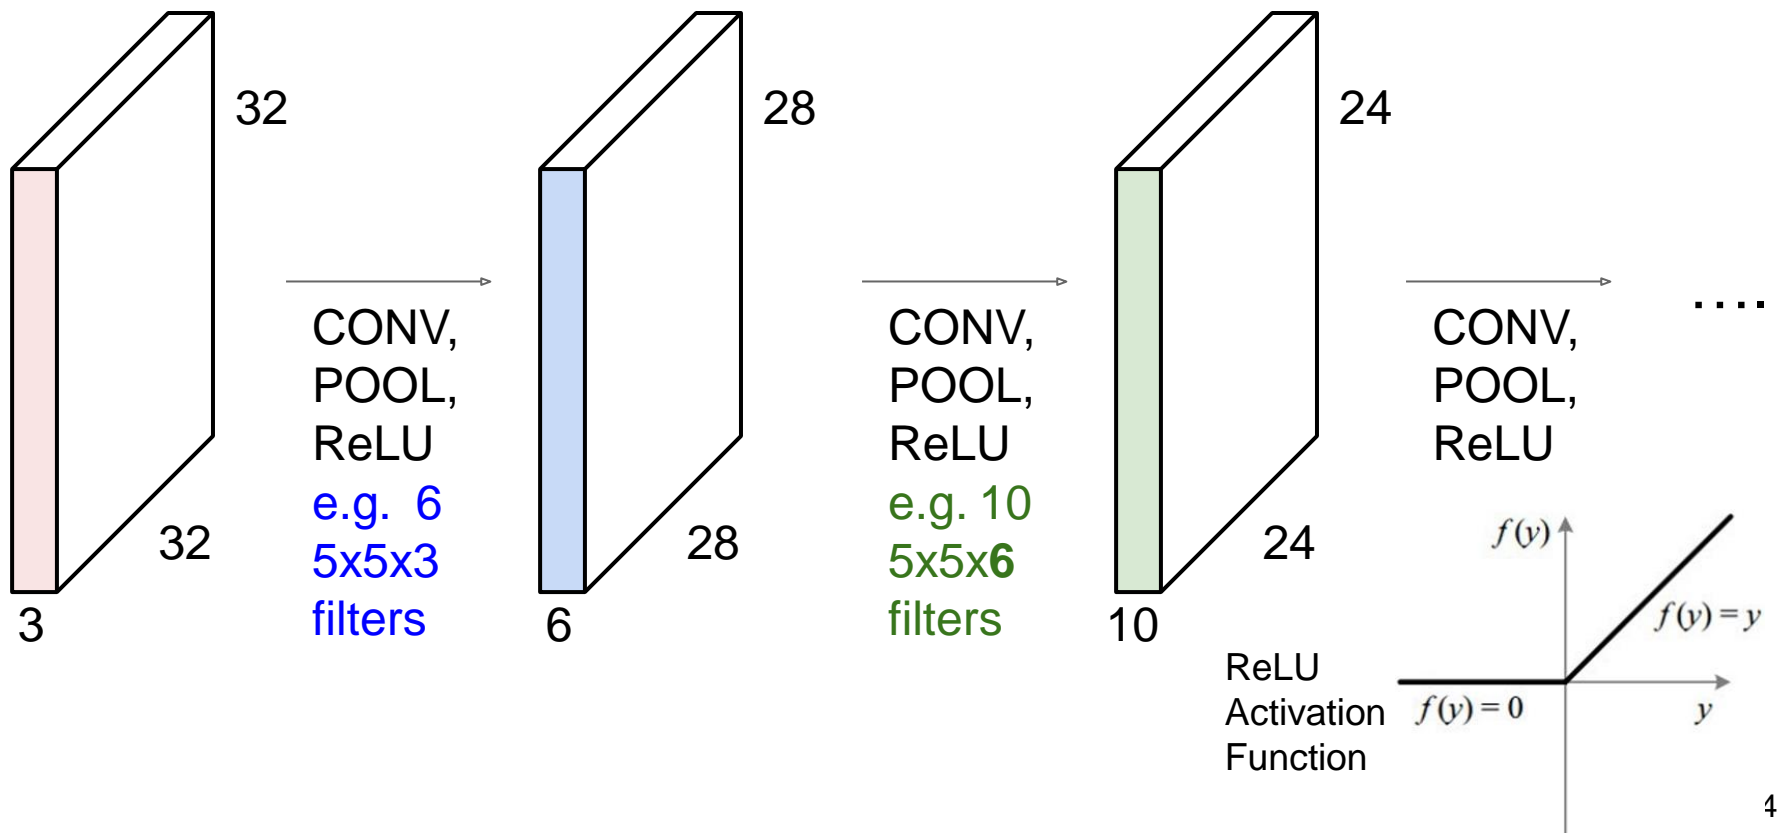 32
32
3
CONV,
POOL,
ReLU
e.g. 6
5x5x3
filters
28
28
6
CONV,
POOL,
ReLU
e.g. 10
5x5x6
filters
24
24
10
CONV,
POOL,
ReLU
....
ReLU
Activation
Function
f(y)
f(y) = y
f(y) = 0
y
4